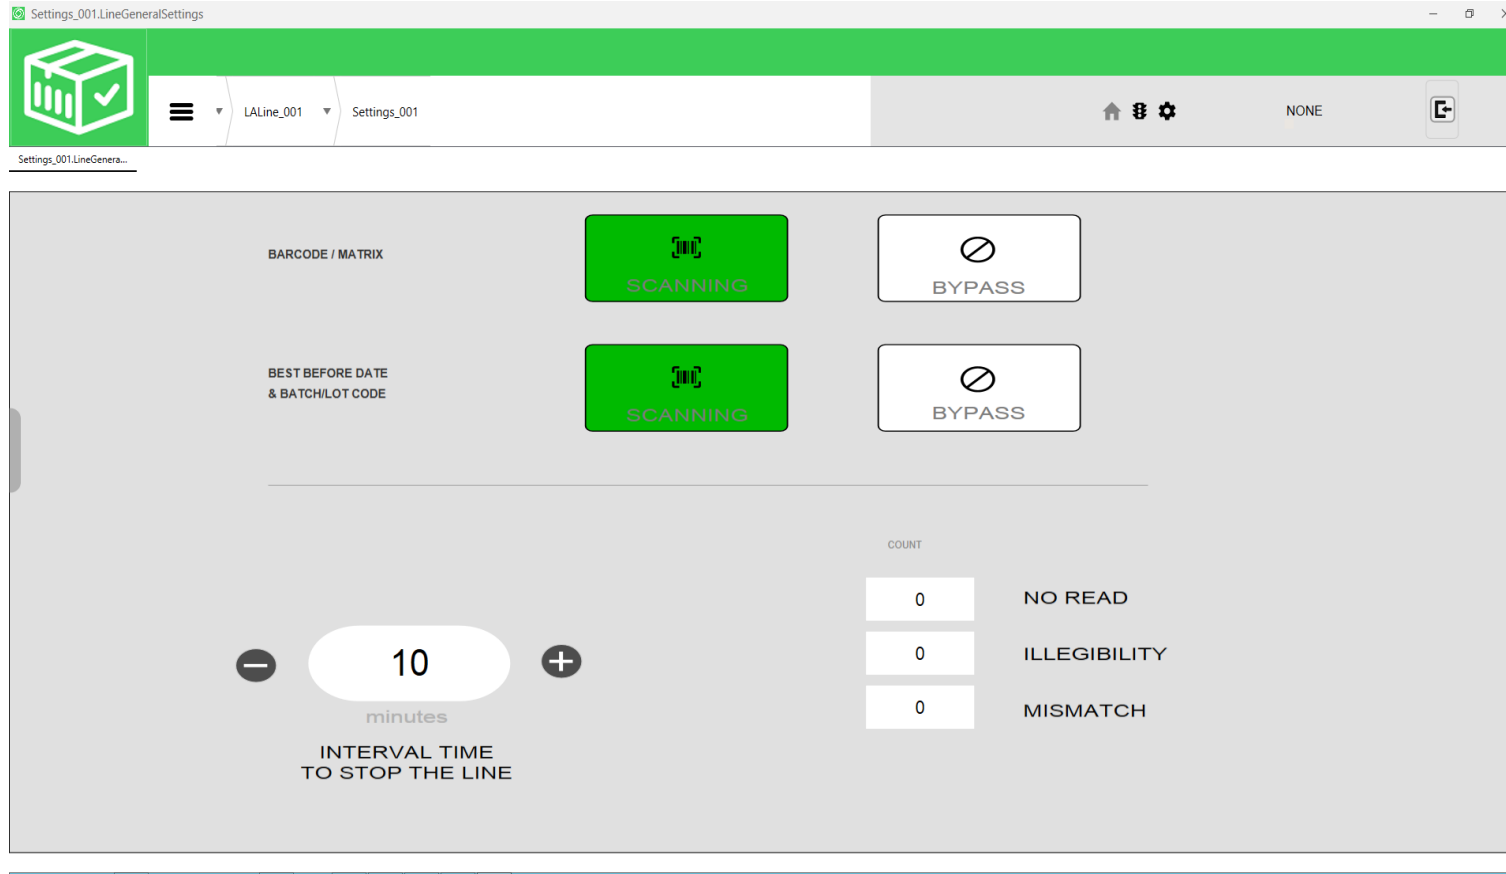 Settings_001.LineGeneralSettings
LALine_001
Settings_001
NONE
Settings_001.LineGenera...
BARCODE / MATRIX
SCANNING
BYPASS
BEST BEFORE DATE
& BATCH/LOT CODE
SCANNING
BYPASS
COUNT
0 NO READ
0 ILLEGIBILITY
0 MISMATCH
10
minutes
INTERVAL TIME
TO STOP THE LINE